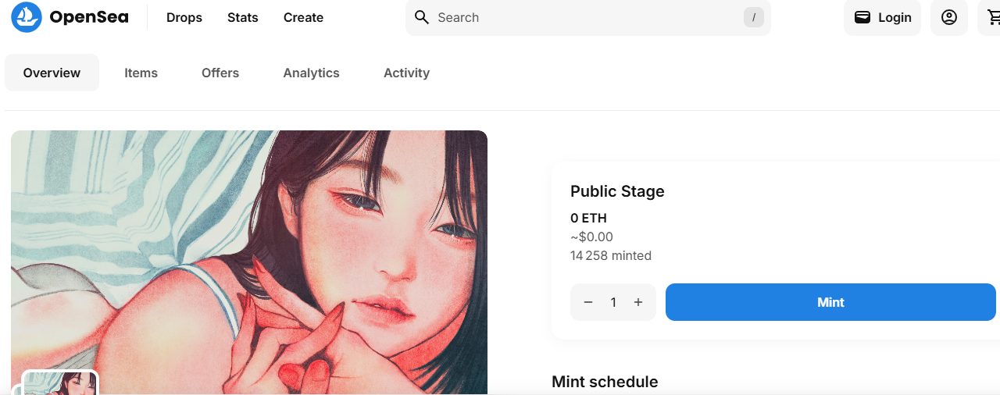 OpenSea Drops Stats Create Search / Login
Overview Items Offers Analytics Activity
Public Stage
0 ETH
~$0.00
14 258 minted
− 1 + Mint
Mint schedule